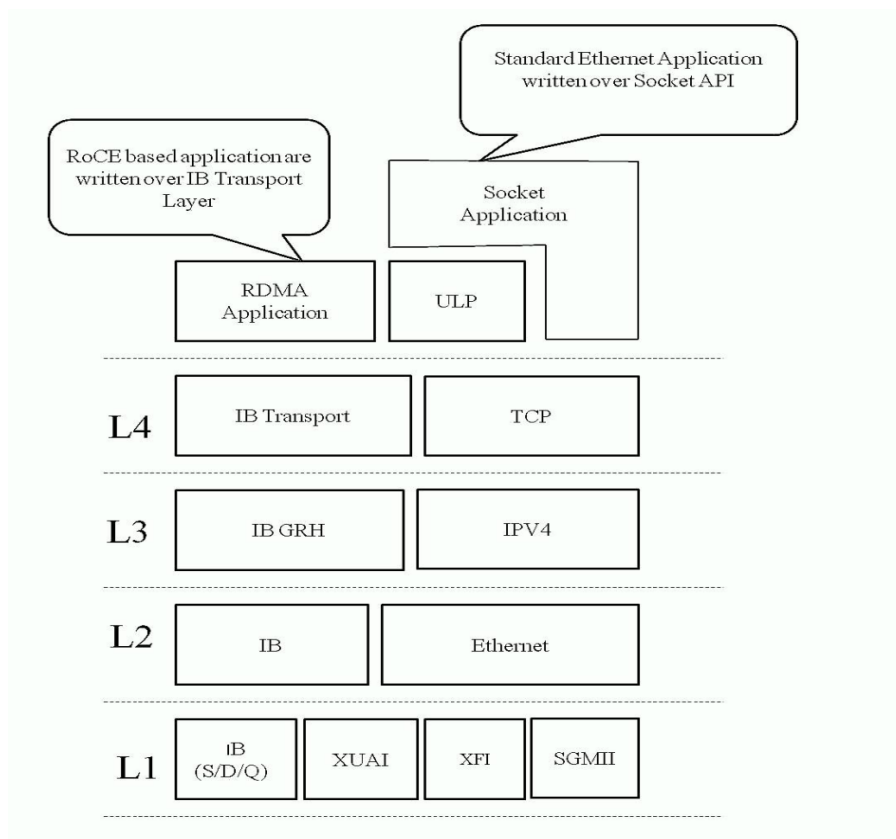 Standard Ethernet Application
written over Socket API
RoCE based application are
written over IB Transport
Layer
Socket
Application
RDMA
Application
ULP
L4
IB Transport
TCP
L3
IB GRH
IPV4
L2
IB
Ethernet
L1
IB
(S/D/Q)
XUAI
XFI
SGMII